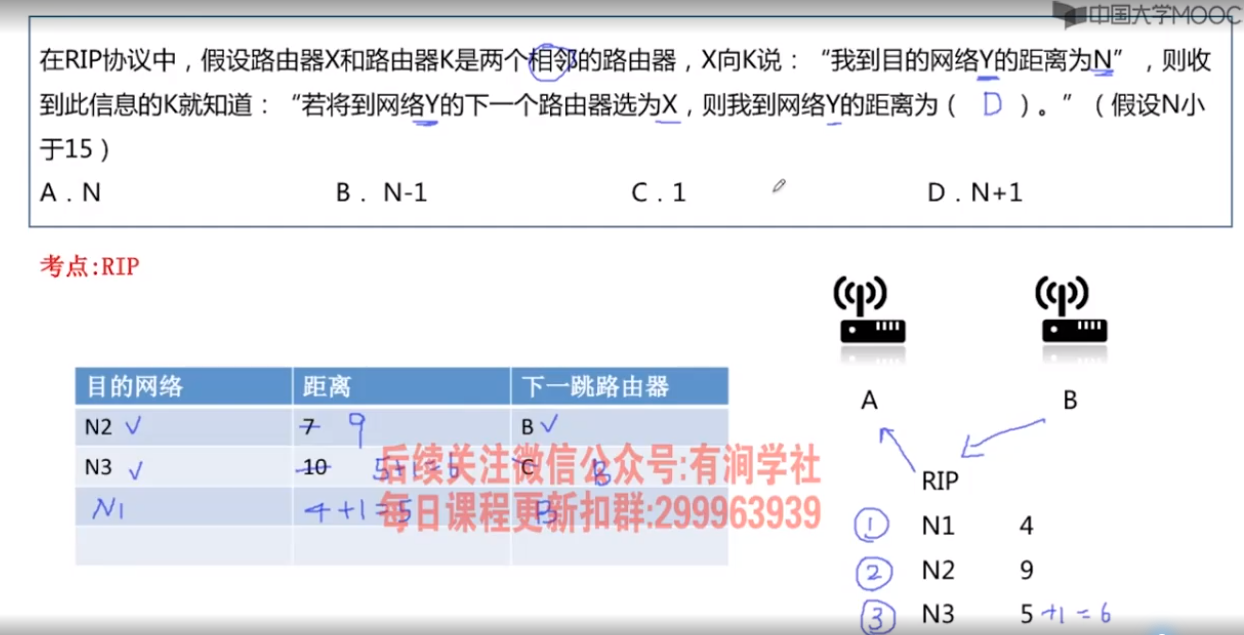 中国大学MOOC
在RIP协议中，假设路由器X和路由器K是两个相邻的路由器，X向K说：“我到目的网络Y的距离为N”，则收
到此信息的K就知道：“若将到网络Y的下一个路由器选为X，则我到网络Y的距离为（ D ）。”（假设N小
于15）
A．N B．N-1 C．1 D．N+1
考点:RIP
目的网络 距离 下一跳路由器
N2 ✓ 7 9 B ✓
N3 ✓ 10 5+1=6 C B
N1 4+1=5 B
后续关注微信公众号:有涧学社
每日课程更新扣群:299963939
A B
RIP
① N1 4
② N2 9
③ N3 5 +1=6